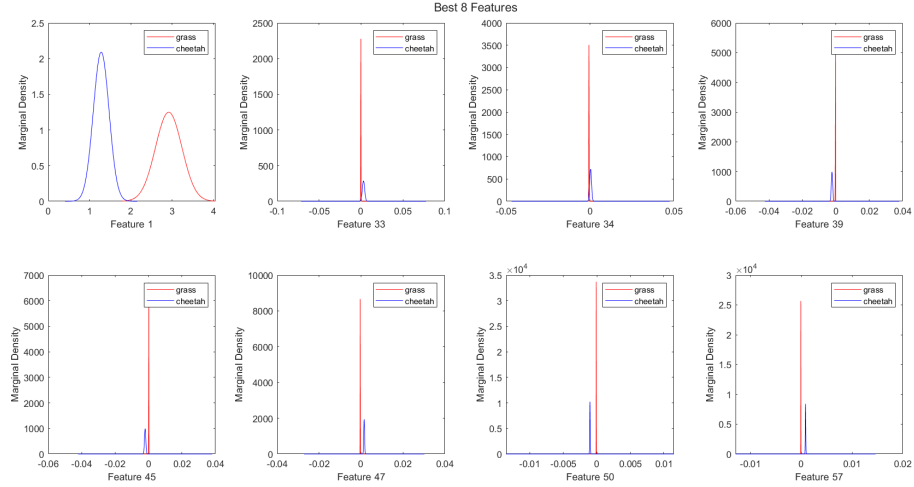 Best 8 Features
2.5
2
1.5
1
0.5
0
Marginal Density
grass
cheetah
0 1 2 3 4
Feature 1
2500
2000
1500
1000
500
0
Marginal Density
grass
cheetah
-0.1 -0.05 0 0.05 0.1
Feature 33
4000
3500
3000
2500
2000
1500
1000
500
0
Marginal Density
grass
cheetah
-0.05 0 0.05
Feature 34
6000
5000
4000
3000
2000
1000
0
Marginal Density
grass
cheetah
-0.06 -0.04 -0.02 0 0.02 0.04
Feature 39
7000
6000
5000
4000
3000
2000
1000
0
Marginal Density
grass
cheetah
-0.06 -0.04 -0.02 0 0.02 0.04
Feature 45
10000
8000
6000
4000
2000
0
Marginal Density
grass
cheetah
-0.04 -0.02 0 0.02 0.04
Feature 47
×10⁴
3.5
3
2.5
2
1.5
1
0.5
0
Marginal Density
grass
cheetah
-0.01 -0.005 0 0.005 0.01
Feature 50
×10⁴
3
2.5
2
1.5
1
0.5
0
Marginal Density
grass
cheetah
-0.01 0 0.01 0.02
Feature 57